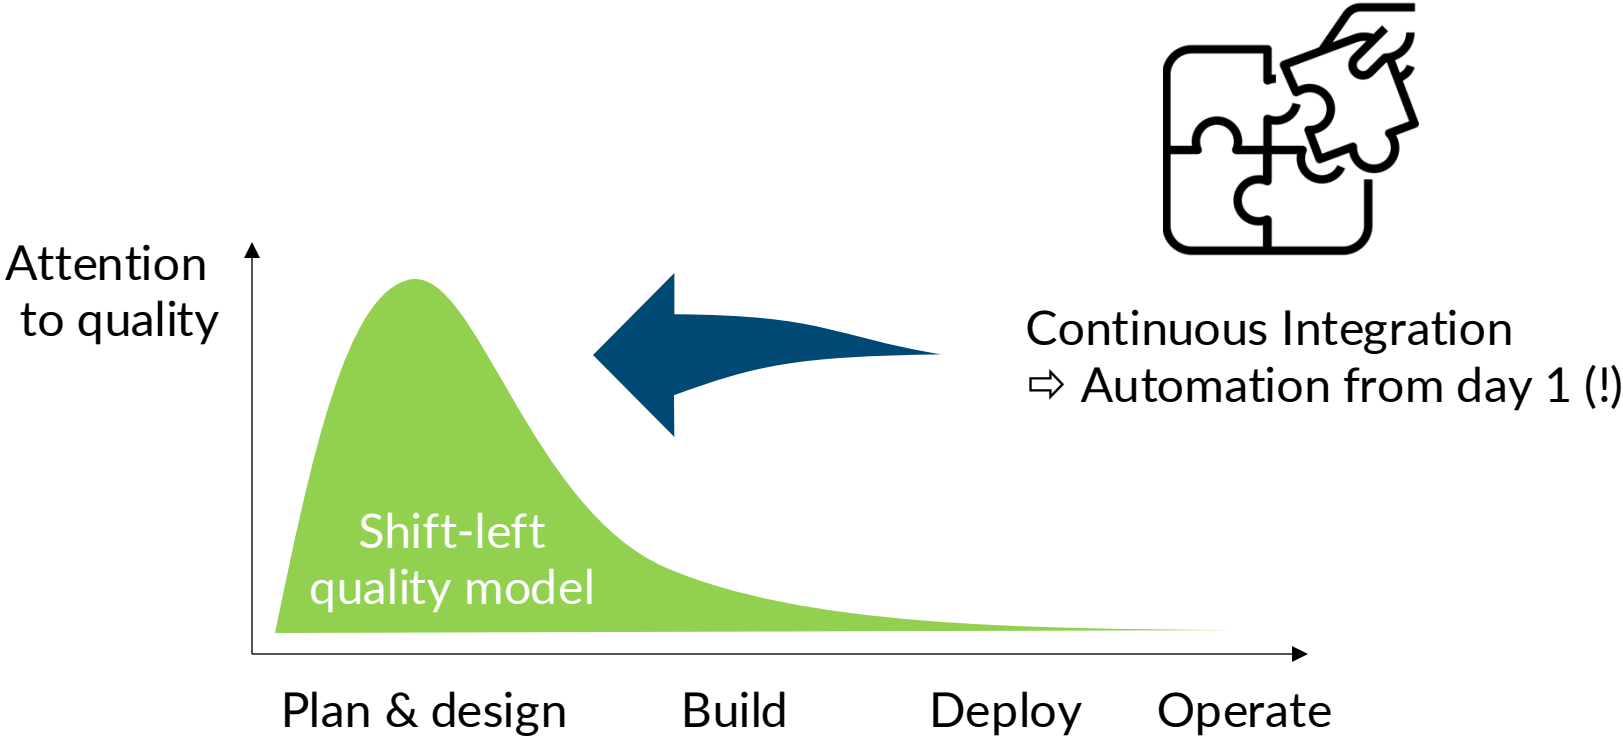 Attention
to quality
Continuous Integration
⇨ Automation from day 1 (!)
Shift-left
quality model
Plan & design
Build
Deploy
Operate